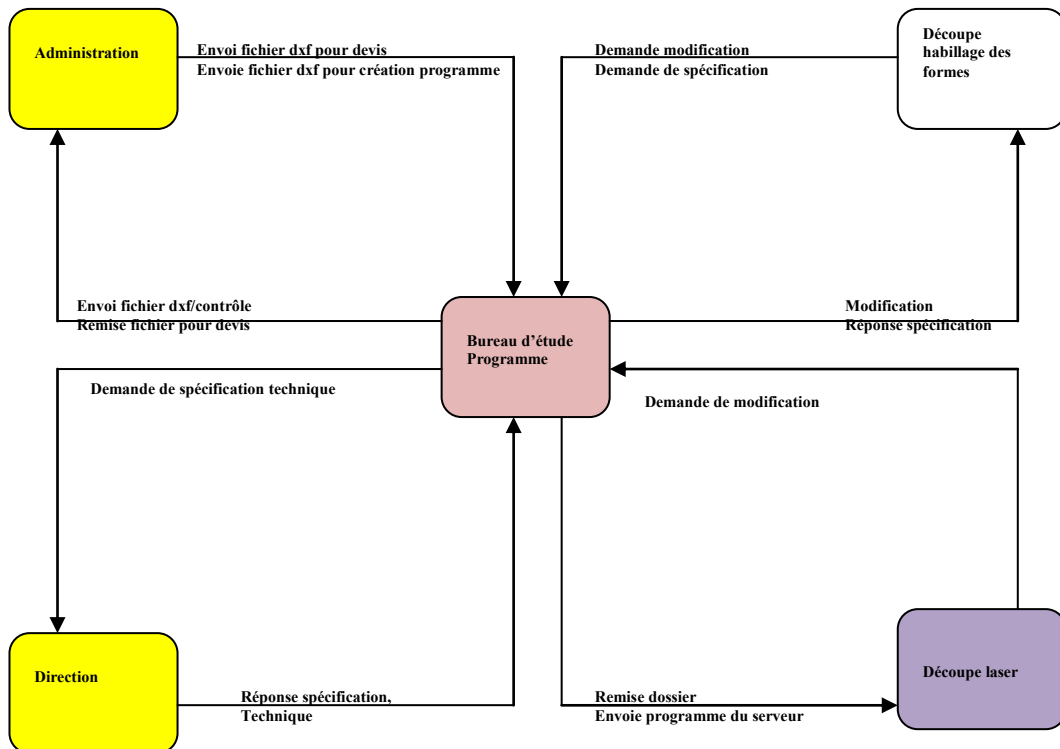 Administration
Envoi fichier dxf pour devis
Envoie fichier dxf pour création programme
Demande modification
Demande de spécification
Découpe
habillage des
formes
Envoi fichier dxf/contrôle
Remise fichier pour devis
Bureau d’étude
Programme
Modification
Réponse spécification
Demande de spécification technique
Demande de modification
Direction
Réponse spécification,
Technique
Remise dossier
Envoie programme du serveur
Découpe laser